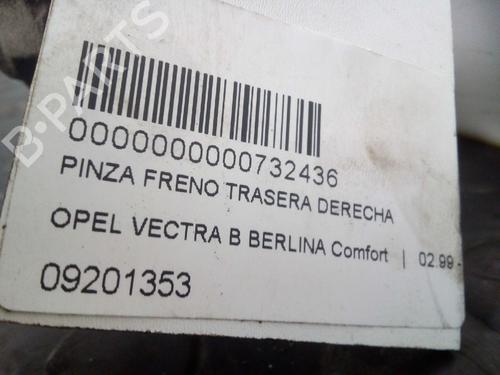 B-PARTS
0000000000732436
PINZA FRENO TRASERA DERECHA
OPEL VECTRA B BERLINA Comfort | 02.99 -
09201353